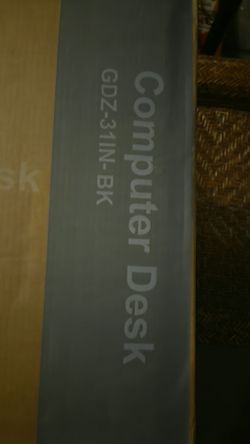 Computer Desk
GDZ-31IN-BK
sk